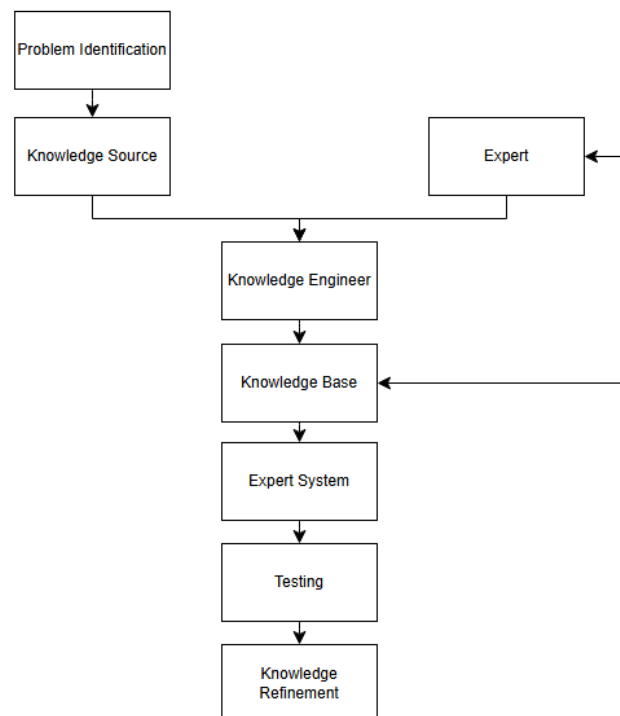 Problem Identification
Knowledge Source
Expert
Knowledge Engineer
Knowledge Base
Expert System
Testing
Knowledge
Refinement